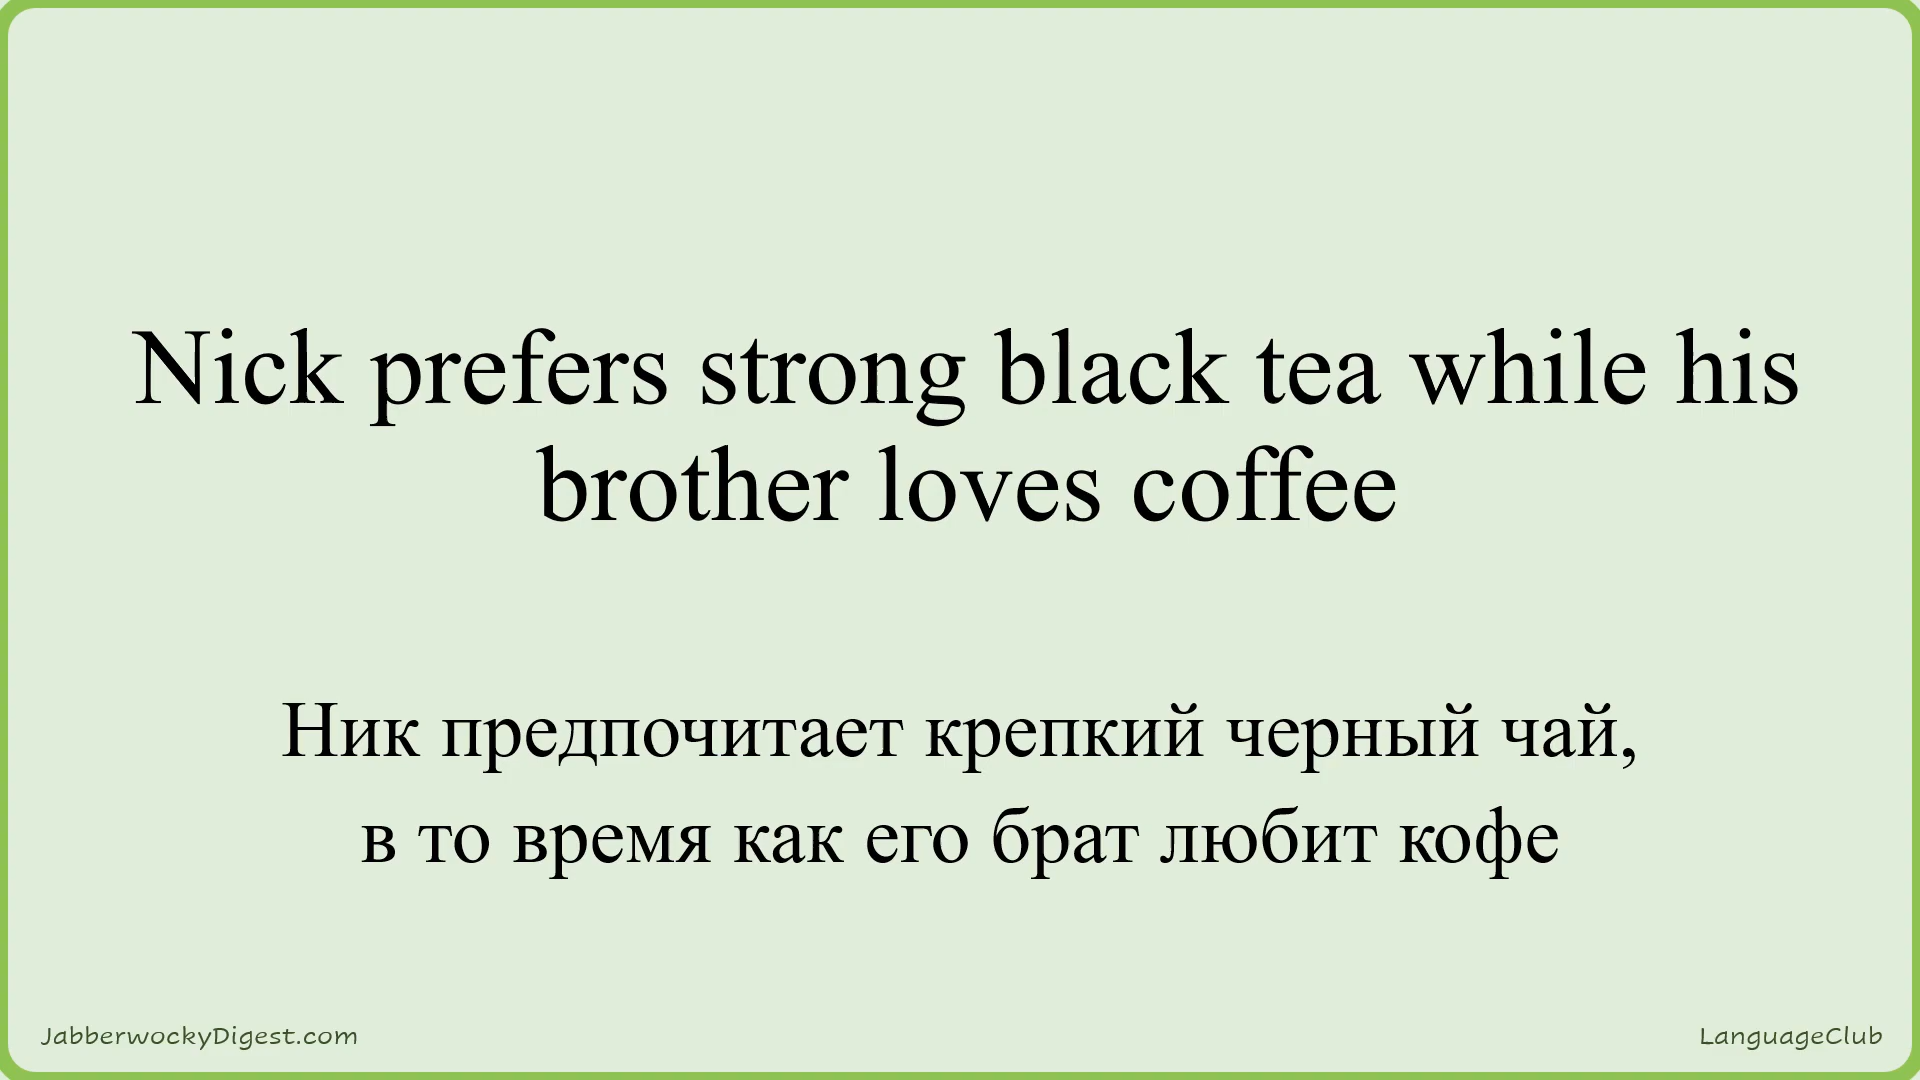 Nick prefers strong black tea while his
brother loves coffee
Ник предпочитает крепкий черный чай,
в то время как его брат любит кофе
JabberwockyDigest.com
LanguageClub